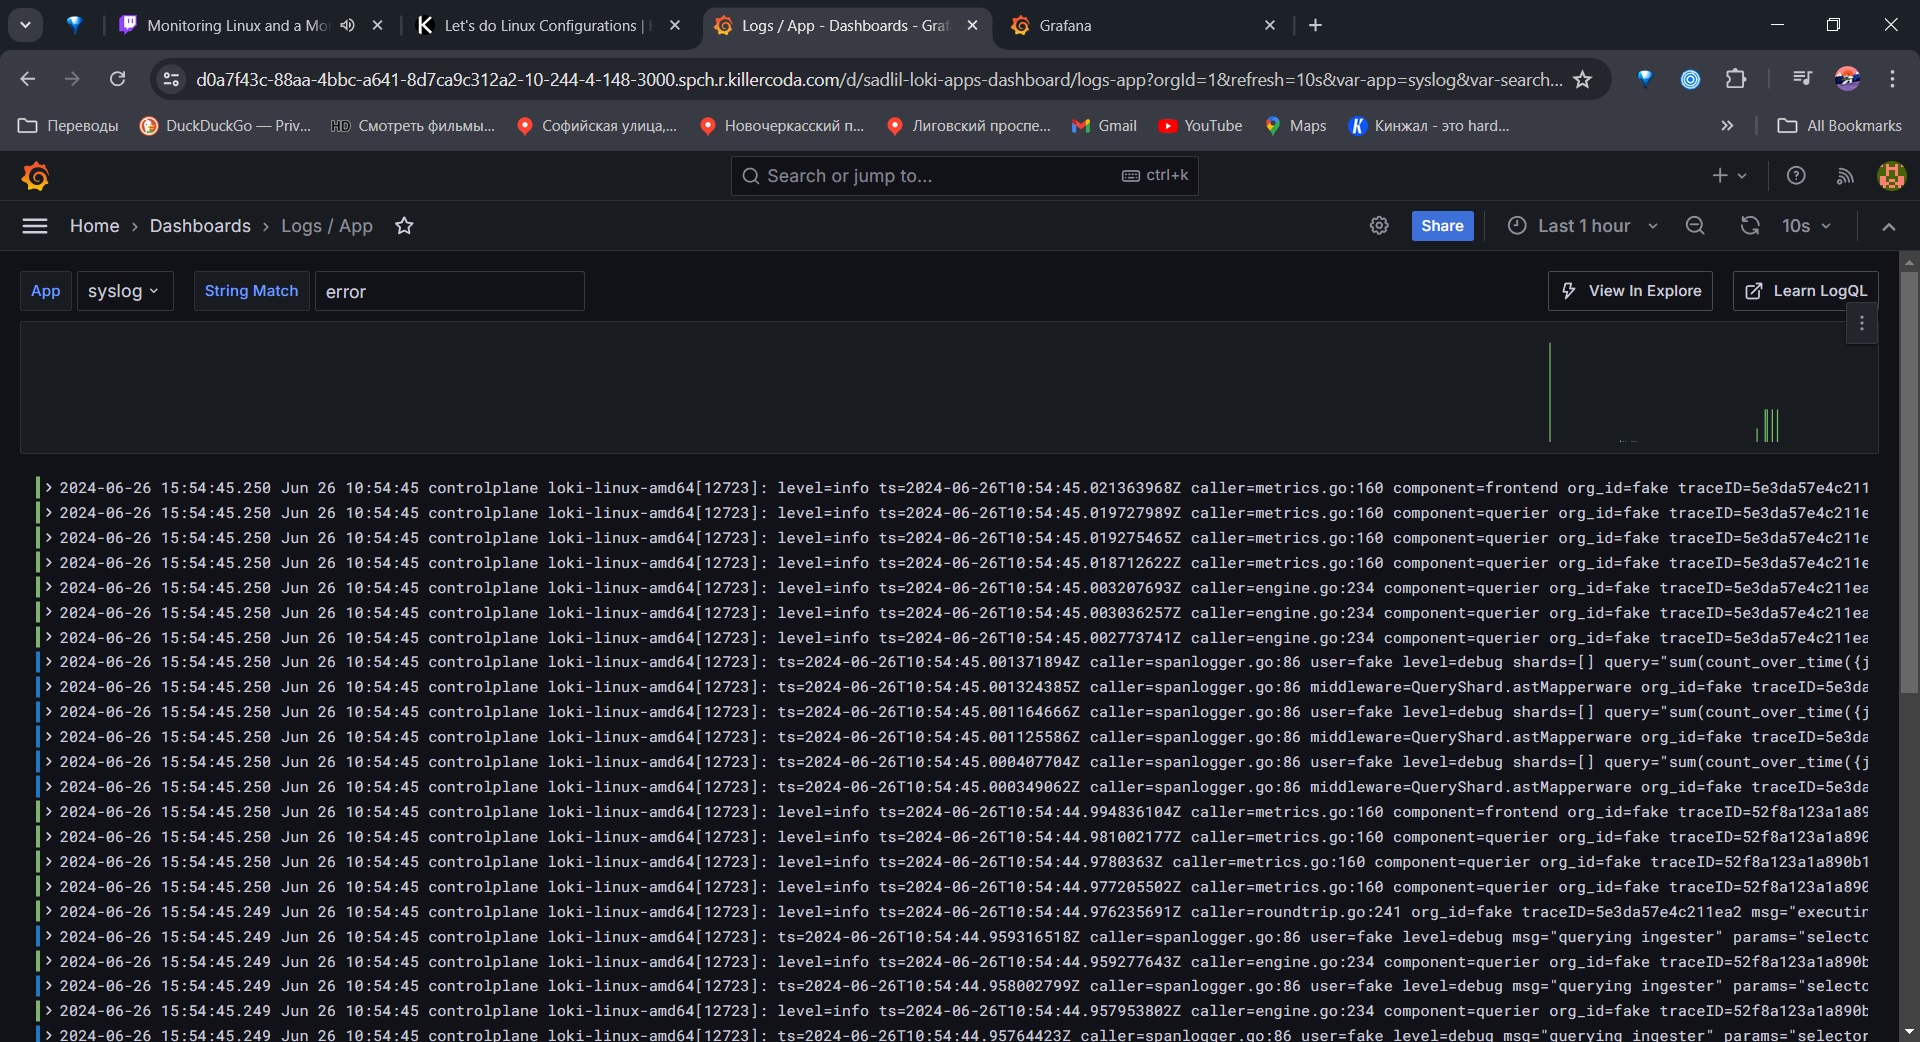 Monitoring Linux and a Mo
Let's do Linux Configurations |
Logs / App - Dashboards - Graf
Grafana
d0a7f43c-88aa-4bbc-a641-8d7ca9c312a2-10-244-4-148-3000.spch.r.killercoda.com/d/sadlil-loki-apps-dashboard/logs-app?orgId=1&refresh=10s&var-app=syslog&var-search...
Переводы
DuckDuckGo — Priv...
HD Смотреть фильмы...
Софийская улица,...
Новочеркасский п...
Лиговский проспе...
Gmail
YouTube
Maps
Кинжал - это hard...
All Bookmarks
Search or jump to...
ctrl+k
Home › Dashboards › Logs / App
Share
Last 1 hour
10s
App
syslog
String Match
error
View In Explore
Learn LogQL
2024-06-26 15:54:45.250 Jun 26 10:54:45 controlplane loki-linux-amd64[12723]: level=info ts=2024-06-26T10:54:45.021363968Z caller=metrics.go:160 component=frontend org_id=fake traceID=5e3da57e4c211
2024-06-26 15:54:45.250 Jun 26 10:54:45 controlplane loki-linux-amd64[12723]: level=info ts=2024-06-26T10:54:45.019727989Z caller=metrics.go:160 component=querier org_id=fake traceID=5e3da57e4c211e
2024-06-26 15:54:45.250 Jun 26 10:54:45 controlplane loki-linux-amd64[12723]: level=info ts=2024-06-26T10:54:45.019275465Z caller=metrics.go:160 component=querier org_id=fake traceID=5e3da57e4c211e
2024-06-26 15:54:45.250 Jun 26 10:54:45 controlplane loki-linux-amd64[12723]: level=info ts=2024-06-26T10:54:45.018712622Z caller=metrics.go:160 component=querier org_id=fake traceID=5e3da57e4c211e
2024-06-26 15:54:45.250 Jun 26 10:54:45 controlplane loki-linux-amd64[12723]: level=info ts=2024-06-26T10:54:45.003207693Z caller=engine.go:234 component=querier org_id=fake traceID=5e3da57e4c211ea
2024-06-26 15:54:45.250 Jun 26 10:54:45 controlplane loki-linux-amd64[12723]: level=info ts=2024-06-26T10:54:45.003036257Z caller=engine.go:234 component=querier org_id=fake traceID=5e3da57e4c211ea
2024-06-26 15:54:45.250 Jun 26 10:54:45 controlplane loki-linux-amd64[12723]: level=info ts=2024-06-26T10:54:45.002773741Z caller=engine.go:234 component=querier org_id=fake traceID=5e3da57e4c211ea
2024-06-26 15:54:45.250 Jun 26 10:54:45 controlplane loki-linux-amd64[12723]: ts=2024-06-26T10:54:45.001371894Z caller=spanlogger.go:86 user=fake level=debug shards=[] query="sum(count_over_time({j
2024-06-26 15:54:45.250 Jun 26 10:54:45 controlplane loki-linux-amd64[12723]: ts=2024-06-26T10:54:45.001324385Z caller=spanlogger.go:86 middleware=QueryShard.astMapperware org_id=fake traceID=5e3da
2024-06-26 15:54:45.250 Jun 26 10:54:45 controlplane loki-linux-amd64[12723]: ts=2024-06-26T10:54:45.001164666Z caller=spanlogger.go:86 user=fake level=debug shards=[] query="sum(count_over_time({j
2024-06-26 15:54:45.250 Jun 26 10:54:45 controlplane loki-linux-amd64[12723]: ts=2024-06-26T10:54:45.001125586Z caller=spanlogger.go:86 middleware=QueryShard.astMapperware org_id=fake traceID=5e3da
2024-06-26 15:54:45.250 Jun 26 10:54:45 controlplane loki-linux-amd64[12723]: ts=2024-06-26T10:54:45.000407704Z caller=spanlogger.go:86 user=fake level=debug shards=[] query="sum(count_over_time({j
2024-06-26 15:54:45.250 Jun 26 10:54:45 controlplane loki-linux-amd64[12723]: ts=2024-06-26T10:54:45.000349062Z caller=spanlogger.go:86 middleware=QueryShard.astMapperware org_id=fake traceID=5e3da
2024-06-26 15:54:45.250 Jun 26 10:54:45 controlplane loki-linux-amd64[12723]: level=info ts=2024-06-26T10:54:44.994836104Z caller=metrics.go:160 component=frontend org_id=fake traceID=52f8a123a1a89
2024-06-26 15:54:45.250 Jun 26 10:54:45 controlplane loki-linux-amd64[12723]: level=info ts=2024-06-26T10:54:44.981002177Z caller=metrics.go:160 component=querier org_id=fake traceID=52f8a123a1a890
2024-06-26 15:54:45.250 Jun 26 10:54:45 controlplane loki-linux-amd64[12723]: level=info ts=2024-06-26T10:54:44.9780363Z caller=metrics.go:160 component=querier org_id=fake traceID=52f8a123a1a890b1
2024-06-26 15:54:45.250 Jun 26 10:54:45 controlplane loki-linux-amd64[12723]: level=info ts=2024-06-26T10:54:44.977205502Z caller=metrics.go:160 component=querier org_id=fake traceID=52f8a123a1a890
2024-06-26 15:54:45.249 Jun 26 10:54:45 controlplane loki-linux-amd64[12723]: level=info ts=2024-06-26T10:54:44.976235691Z caller=roundtrip.go:241 org_id=fake traceID=5e3da57e4c211ea2 msg="executin
2024-06-26 15:54:45.249 Jun 26 10:54:45 controlplane loki-linux-amd64[12723]: ts=2024-06-26T10:54:44.959316518Z caller=spanlogger.go:86 user=fake level=debug msg="querying ingester" params="selectc
2024-06-26 15:54:45.249 Jun 26 10:54:45 controlplane loki-linux-amd64[12723]: level=info ts=2024-06-26T10:54:44.959277643Z caller=engine.go:234 component=querier org_id=fake traceID=52f8a123a1a890b
2024-06-26 15:54:45.249 Jun 26 10:54:45 controlplane loki-linux-amd64[12723]: ts=2024-06-26T10:54:44.958002799Z caller=spanlogger.go:86 user=fake level=debug msg="querying ingester" params="selectc
2024-06-26 15:54:45.249 Jun 26 10:54:45 controlplane loki-linux-amd64[12723]: level=info ts=2024-06-26T10:54:44.957953802Z caller=engine.go:234 component=querier org_id=fake traceID=52f8a123a1a890b
2024-06-26 15:54:45.249 Jun 26 10:54:45 controlplane loki-linux-amd64[12723]: ts=2024-06-26T10:54:44.95764423Z caller=spanlogger.go:86 user=fake level=debug msg="querying ingester" params="selector